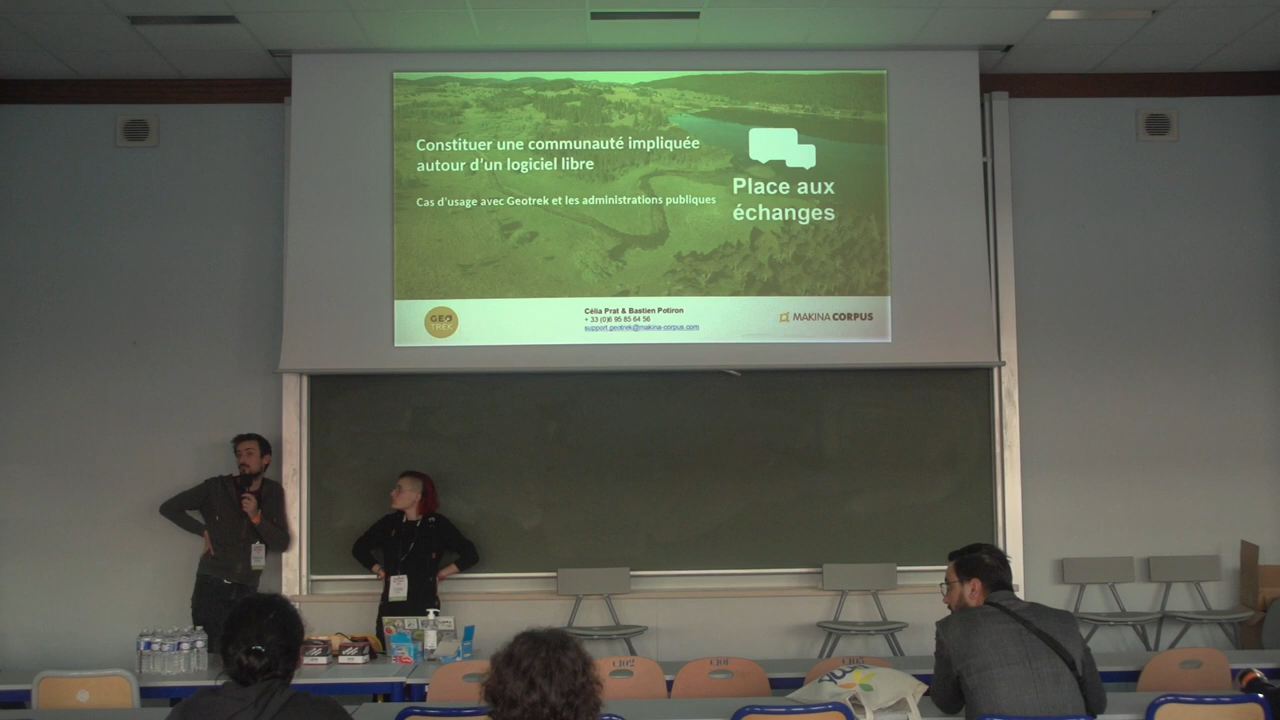 Constituer une communauté impliquée
autour d'un logiciel libre
Cas d'usage avec Geotrek et les administrations publiques
Place aux
échanges
GEO
TREK
Célia Prat & Bastien Potiron
+ 33 (0)6 95 85 64 56
support.geotrek@makina-corpus.com
MAKINA CORPUS